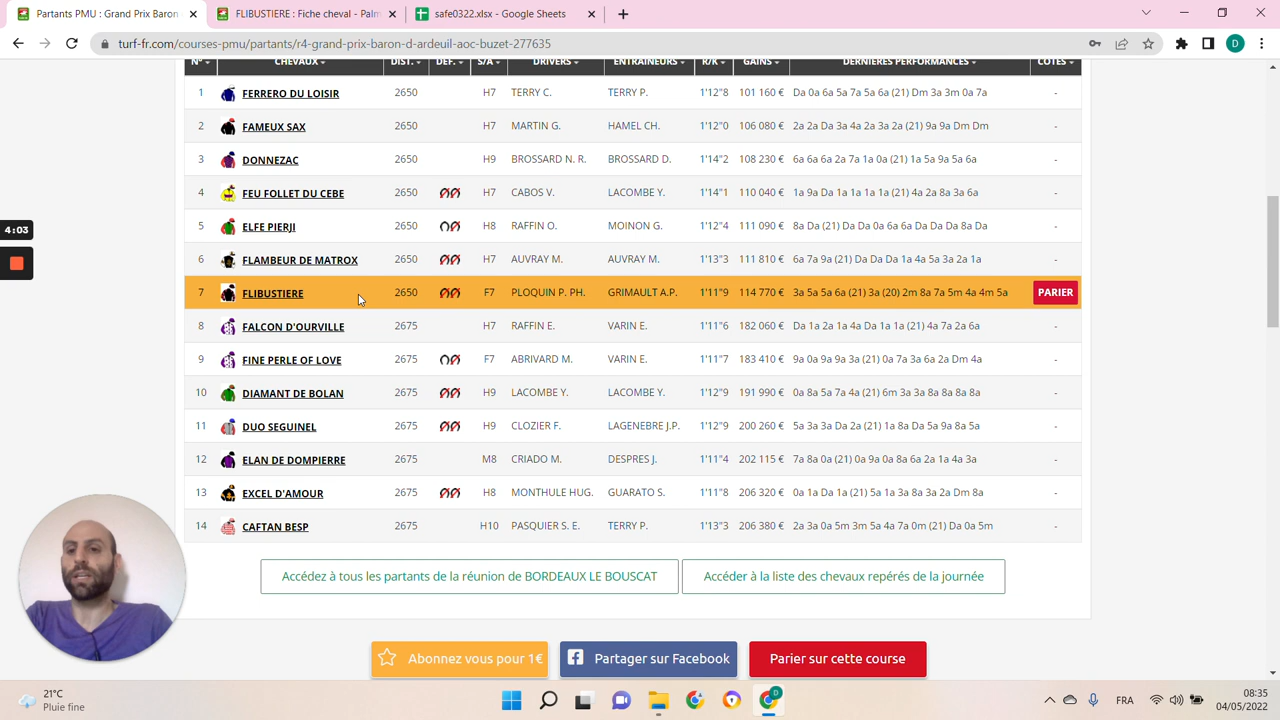 Partants PMU : Grand Prix Baron FLIBUSTIERE : Fiche cheval - Palm safe0322.xlsx - Google Sheets
turf-fr.com/courses-pmu/partants/r4-grand-prix-baron-d-ardeuil-aoc-buzet-277635 D
N° CHEVAUX DIST. DEF. S/A DRIVERS ENTRAÎNEURS R/K GAINS DERNIÈRES PERFORMANCES COTES
1 FERRERO DU LOISIR 2650 H7 TERRY C. TERRY P. 1'12"8 101 160 € Da 0a 6a 5a 7a 5a 6a (21) Dm 3a 3m 0a 7a -
2 FAMEUX SAX 2650 H7 MARTIN G. HAMEL CH. 1'12"0 106 080 € 2a 2a Da 3a 4a 2a 3a 2a (21) 9a 9a Dm Dm -
3 DONNEZAC 2650 H9 BROSSARD N. R. BROSSARD D. 1'14"2 108 230 € 6a 6a 6a 2a 7a 1a 0a (21) 1a 5a 9a 5a 6a -
4 FEU FOLLET DU CEBE 2650 H7 CABOS V. LACOMBE Y. 1'14"1 110 040 € 1a 9a Da 1a 1a 1a 1a 1a (21) 4a 2a 8a 3a 6a -
5 ELFE PIERJI 2650 H8 RAFFIN O. MOINON G. 1'12"4 111 090 € 8a Da (21) Da Da 0a 6a 6a Da Da Da 8a Da -
6 FLAMBEUR DE MATROX 2650 H7 AUVRAY M. AUVRAY M. 1'13"3 111 810 € 6a 7a 9a (21) Da Da Da 1a 4a 3a 3a 2a 1a -
7 FLIBUSTIERE 2650 F7 PLOQUIN P. PH. GRIMAULT A.P. 1'11"9 114 770 € 3a 5a 5a 6a (21) 3a (20) 2m 8a 7a 5m 4a 4m 5a PARIER
8 FALCON D'OURVILLE 2675 H7 RAFFIN E. VARIN E. 1'11"6 182 060 € Da 1a 2a 1a 4a Da 1a 1a (21) 4a 7a 2a 6a -
9 FINE PERLE OF LOVE 2675 F7 ABRIVARD M. VARIN E. 1'11"7 183 410 € 9a 0a 9a 9a 3a (21) 0a 7a 3a 6a 2a Dm 4a -
10 DIAMANT DE BOLAN 2675 H9 LACOMBE Y. LACOMBE Y. 1'12"9 191 990 € 0a 8a 5a 7a 4a (21) 6m 3a 3a 8a 8a 8a 8a -
11 DUO SEGUINEL 2675 H9 CLOZIER F. LAGENEBRE J.P. 1'12"9 200 260 € 5a 3a 3a Da 2a (21) 1a 8a Da 5a 9a 8a 5a -
12 ELAN DE DOMPIERRE 2675 M8 CRIADO M. DESPRES J. 1'11"4 202 115 € 7a 8a 0a (21) 0a 9a 0a 8a 6a 2a 1a 4a 3a -
13 EXCEL D'AMOUR 2675 H8 MONTHULE HUG. GUARATO S. 1'11"8 206 320 € 0a 1a Da 1a (21) 5a 1a 3a 8a 3a 2a Dm 8a -
14 CAFTAN BESP 2675 H10 PASQUIER S. E. TERRY P. 1'13"3 206 380 € 2a 3a 0a 5m 3m 5a 4a 7a 0m (21) Da 0a 5m -
4:03
Accédez à tous les partants de la réunion de BORDEAUX LE BOUSCAT Accéder à la liste des chevaux repérés de la journée
Abonnez vous pour 1€ Partager sur Facebook Parier sur cette course
21°C
Pluie fine
FRA
08:35
04/05/2022